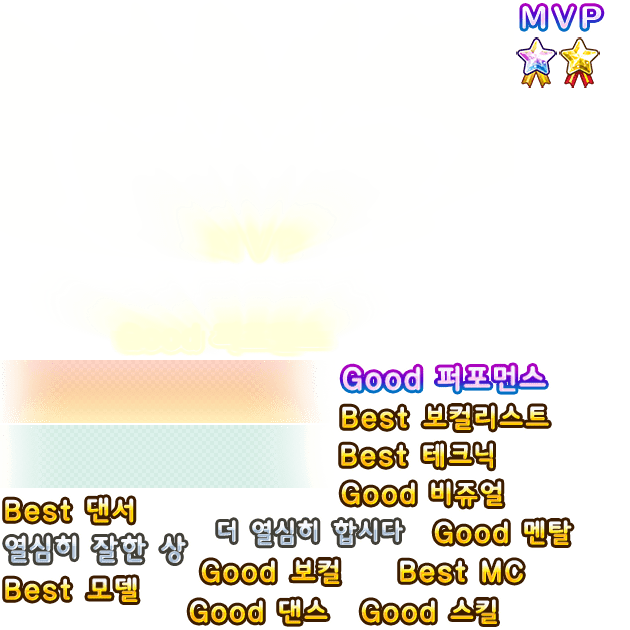 MVP
Good 퍼포먼스
Best 보컬리스트
Best 테크닉
Good 비쥬얼
Best 댄서
더 열심히 합시다
Good 멘탈
열심히 잘한 상
Good 보컬
Best MC
Best 모델
Good 댄스
Good 스킬